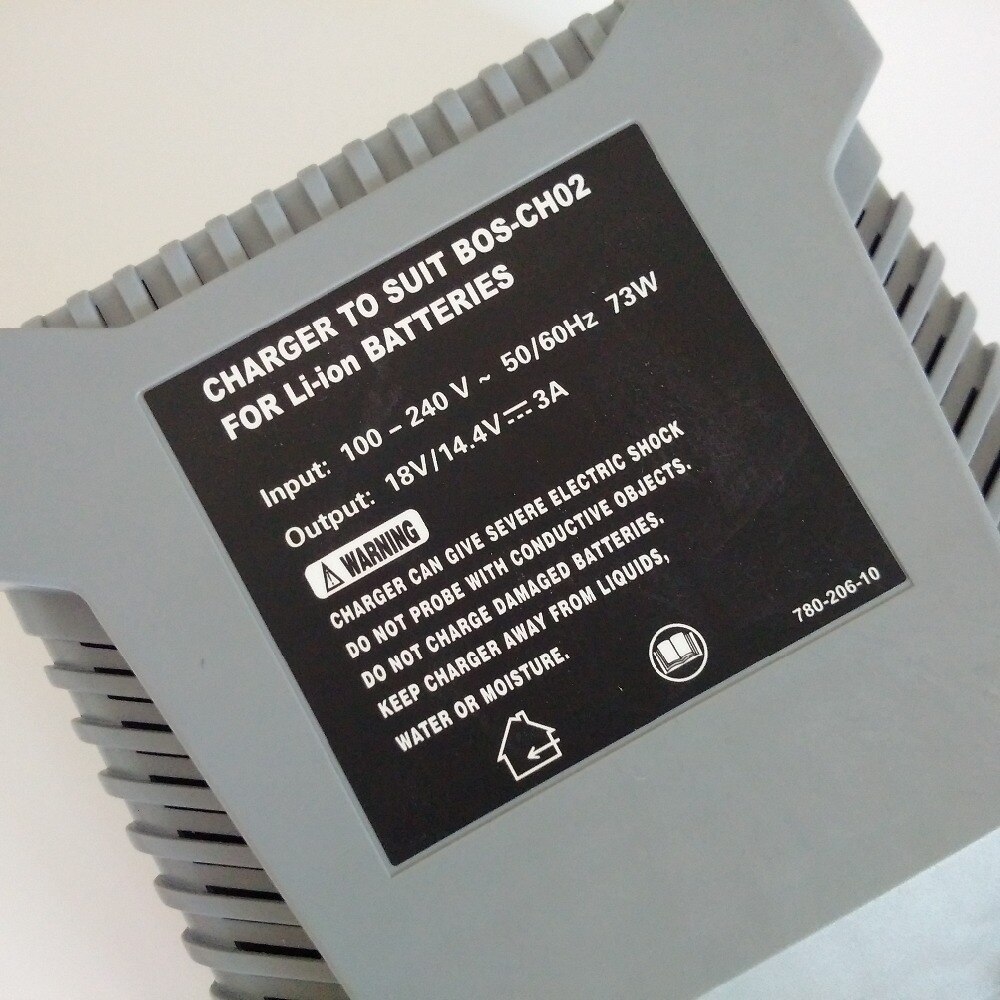 CHARGER TO SUIT BOS-CH02
FOR Li-ion BATTERIES
Input: 100 – 240 V ~ 50/60Hz 73W
Output: 18V/14.4V⎓3A
⚠ WARNING
CHARGER CAN GIVE SEVERE ELECTRIC SHOCK
DO NOT PROBE WITH CONDUCTIVE OBJECTS.
DO NOT CHARGE DAMAGED BATTERIES.
KEEP CHARGER AWAY FROM LIQUIDS,
WATER OR MOISTURE.
780-206-10